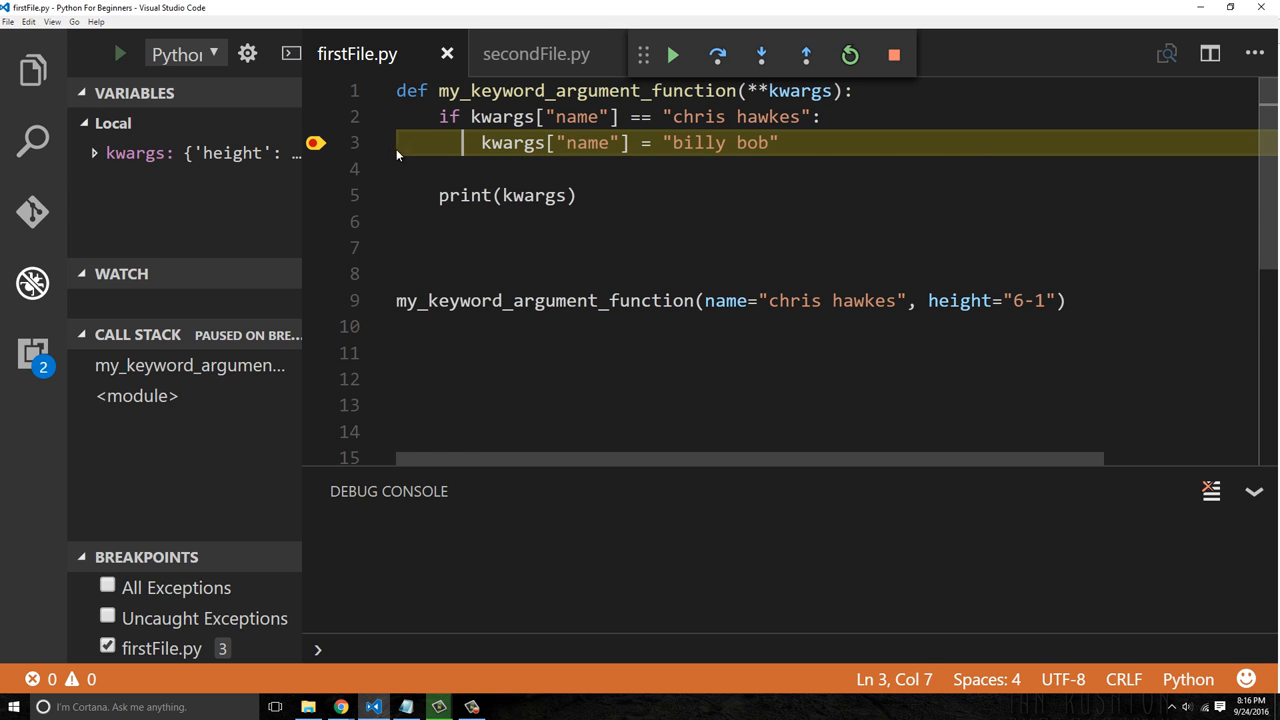 firstFile.py - Python For Beginners - Visual Studio Code
File Edit View Go Help
Python
firstFile.py
secondFile.py
VARIABLES
Local
kwargs: {'height': ...
WATCH
CALL STACK PAUSED ON BRE...
my_keyword_argumen...
<module>
BREAKPOINTS
All Exceptions
Uncaught Exceptions
firstFile.py 3
1 def my_keyword_argument_function(**kwargs):
2 if kwargs["name"] == "chris hawkes":
3 kwargs["name"] = "billy bob"
4
5 print(kwargs)
6
7
8
9 my_keyword_argument_function(name="chris hawkes", height="6-1")
10
11
12
13
14
15
DEBUG CONSOLE
2
0 0
Ln 3, Col 7 Spaces: 4 UTF-8 CRLF Python
I'm Cortana. Ask me anything.
8:16 PM
9/24/2016